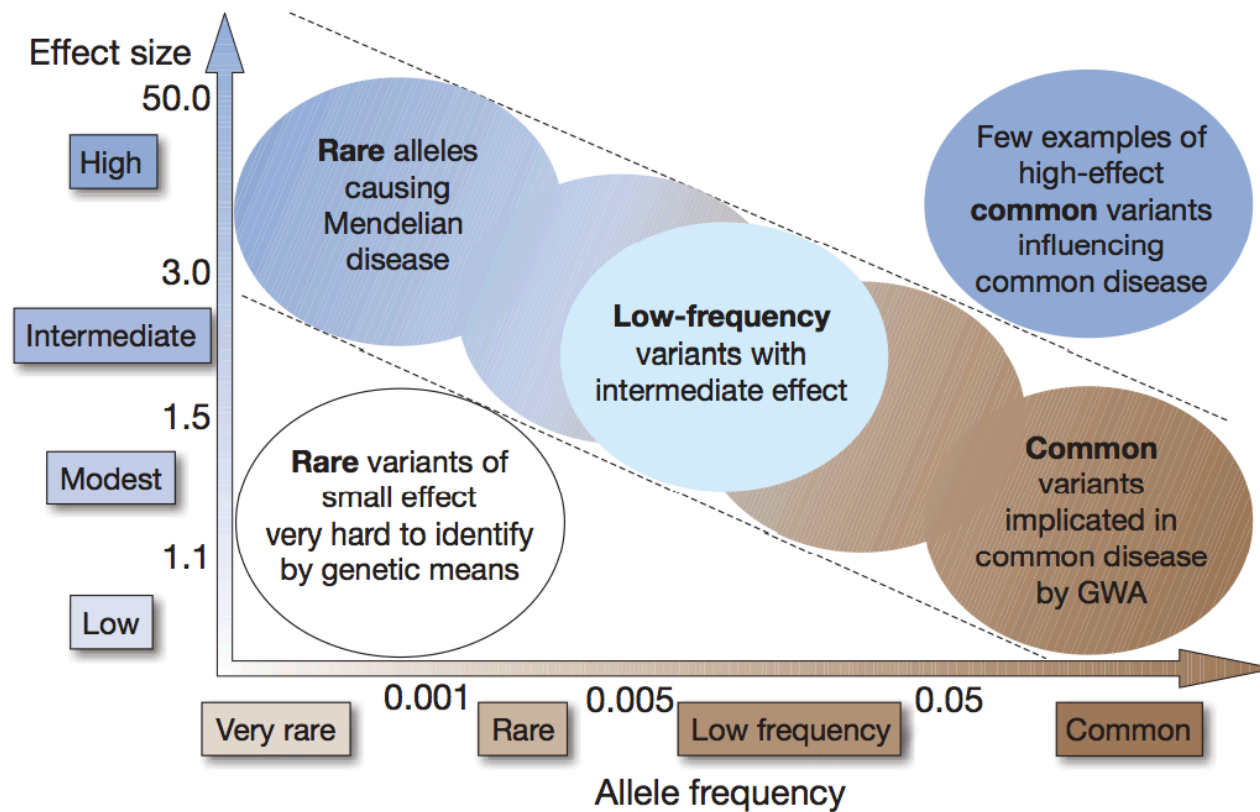 Effect size
50.0
High
3.0
Intermediate
1.5
Modest
1.1
Low
Rare alleles
causing
Mendelian
disease
Few examples of
high-effect
common variants
influencing
common disease
Low-frequency
variants with
intermediate effect
Rare variants of
small effect
very hard to identify
by genetic means
Common
variants
implicated in
common disease
by GWA
0.001
0.005
0.05
Very rare
Rare
Low frequency
Common
Allele frequency